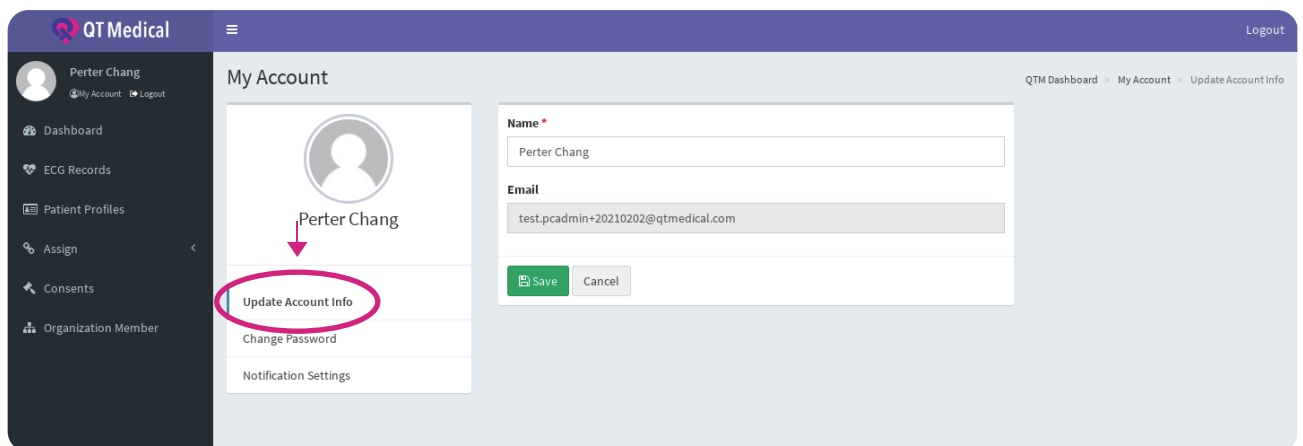 QT Medical
Logout
Perter Chang
My Account Logout
Dashboard
ECG Records
Patient Profiles
Assign <
Consents
Organization Member
My Account
QTM Dashboard > My Account > Update Account Info
Perter Chang
Update Account Info
Change Password
Notification Settings
Name *
Perter Chang
Email
test.pcadmin+20210202@qtmedical.com
Save Cancel